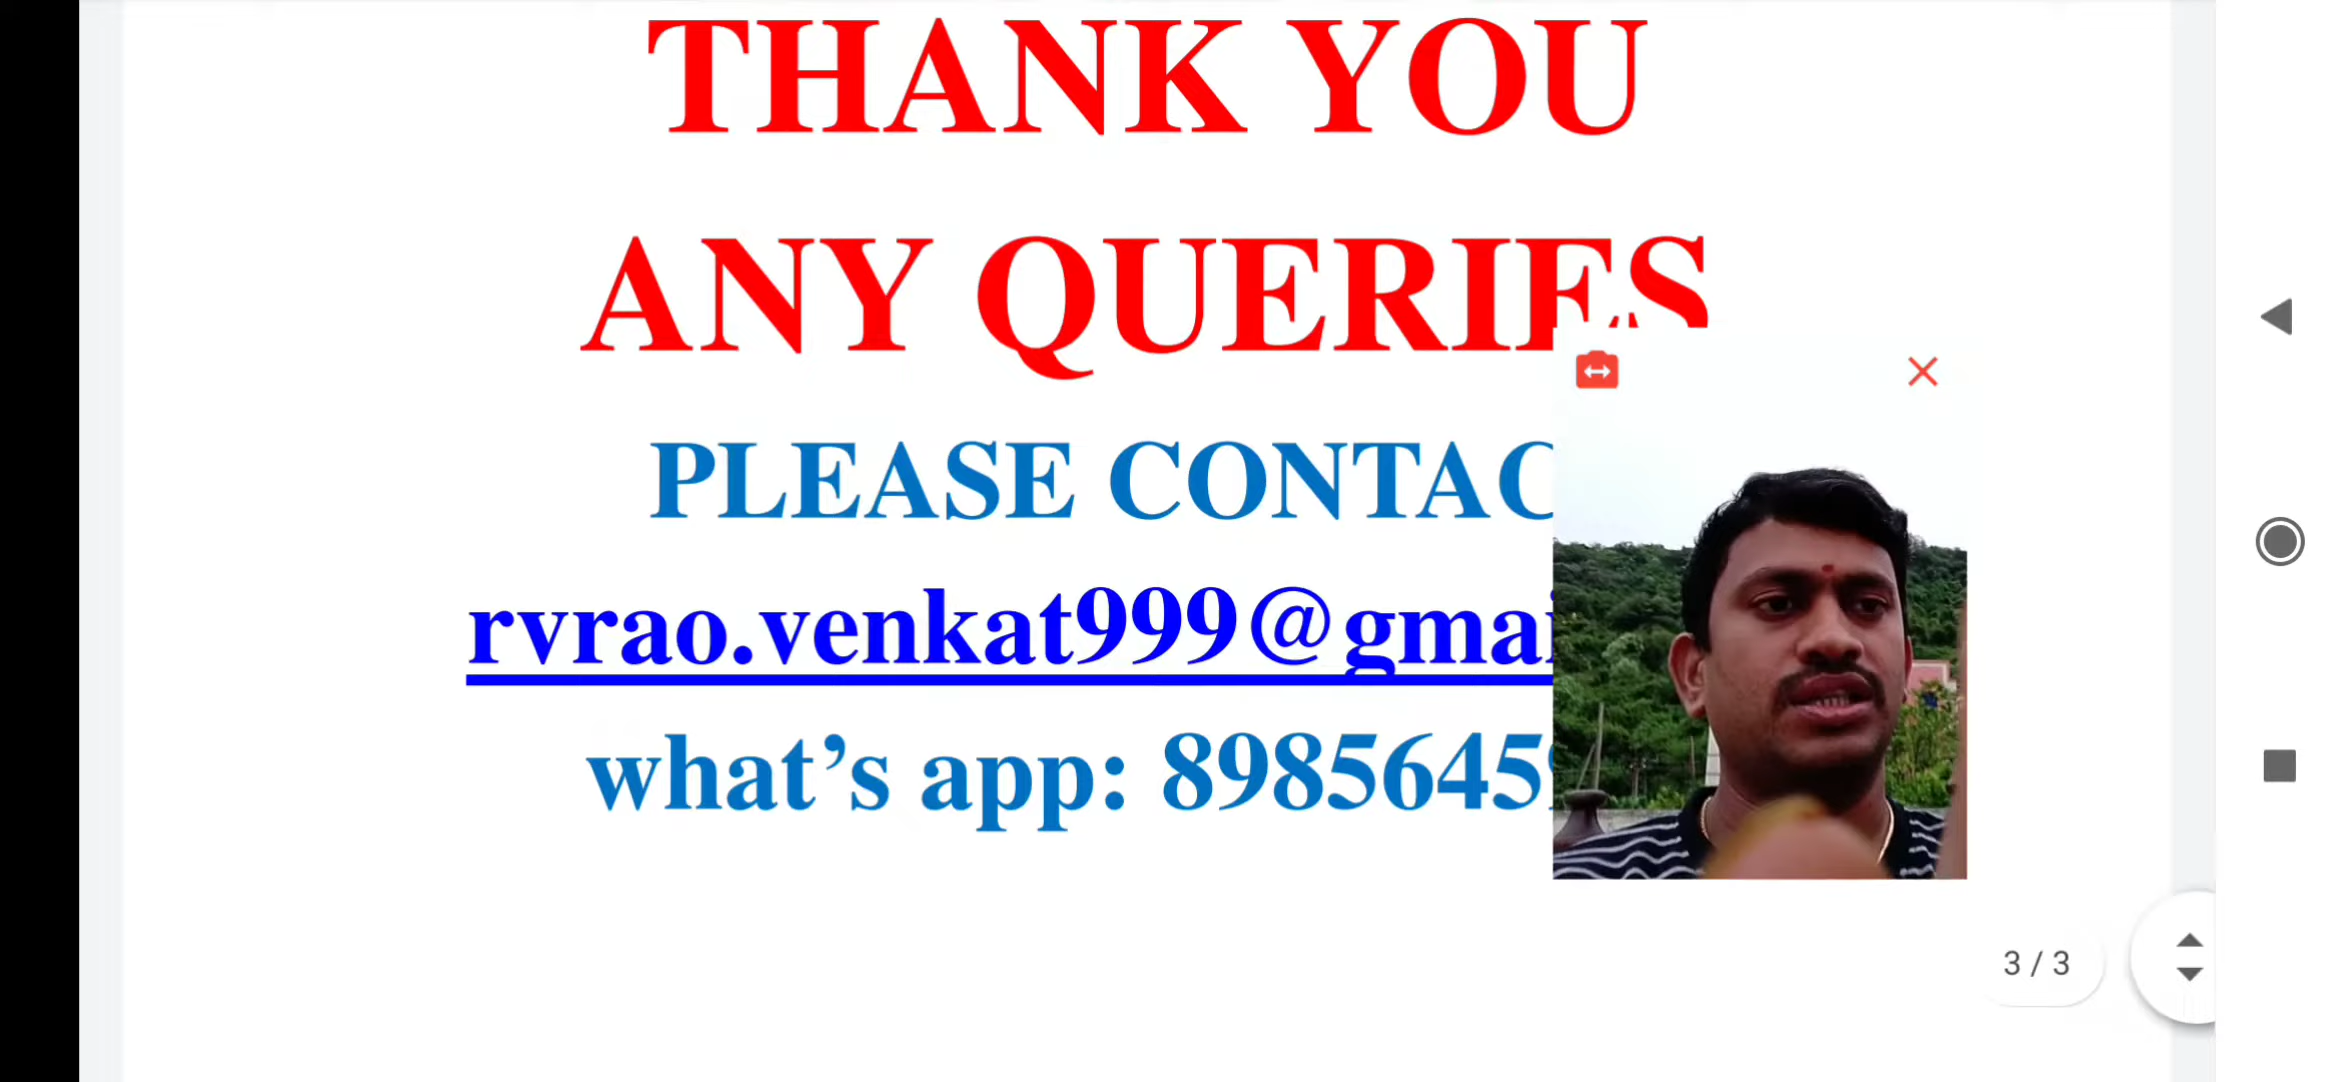 THANK YOU
ANY QUERIES
PLEASE CONTAC
rvrao.venkat999@gmai
what’s app: 8985645
3 / 3